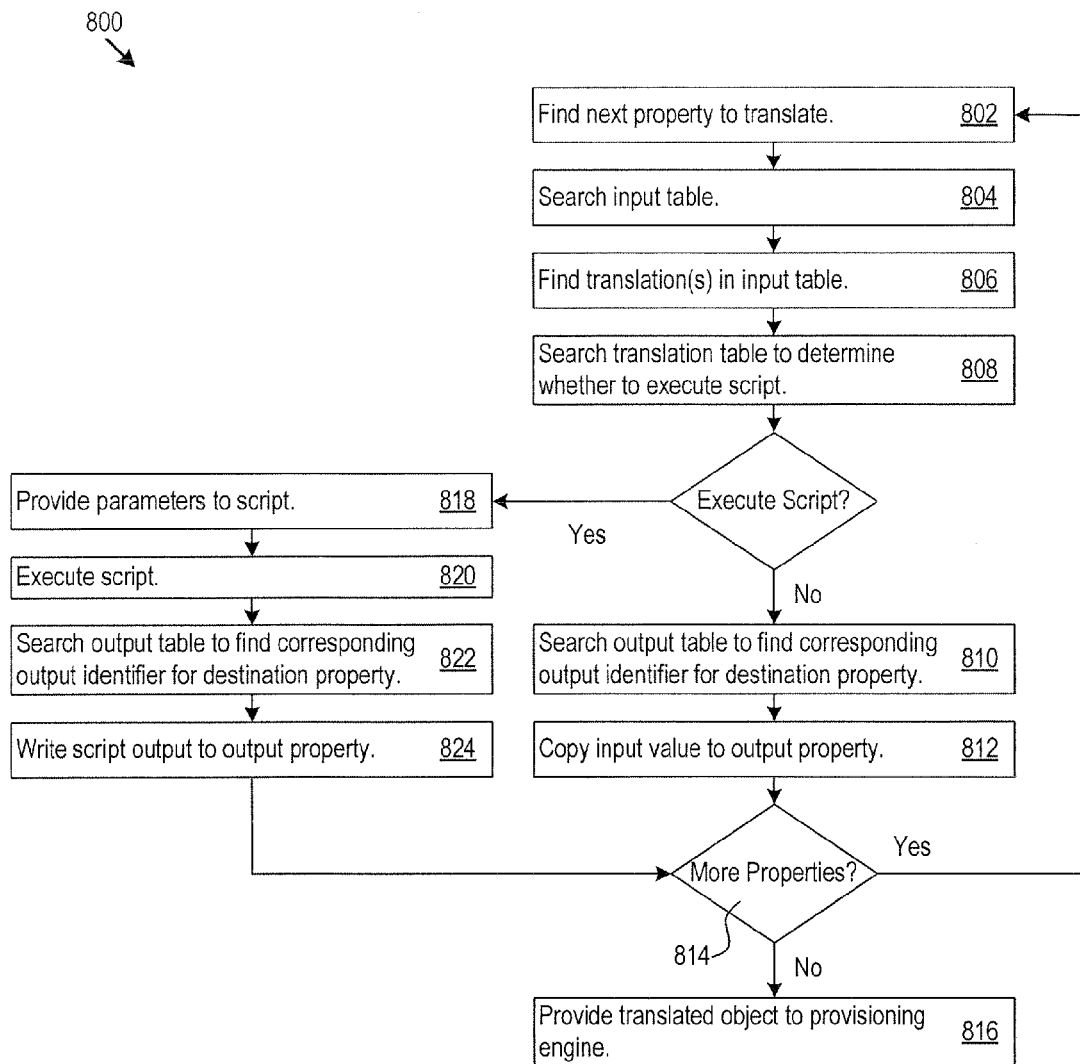 800
Find next property to translate. 802
Search input table. 804
Find translation(s) in input table. 806
Search translation table to determine
whether to execute script. 808
Execute Script?
Yes
No
Provide parameters to script. 818
Execute script. 820
Search output table to find corresponding
output identifier for destination property. 822
Write script output to output property. 824
Search output table to find corresponding
output identifier for destination property. 810
Copy input value to output property. 812
More Properties?
Yes
814
No
Provide translated object to provisioning
engine. 816